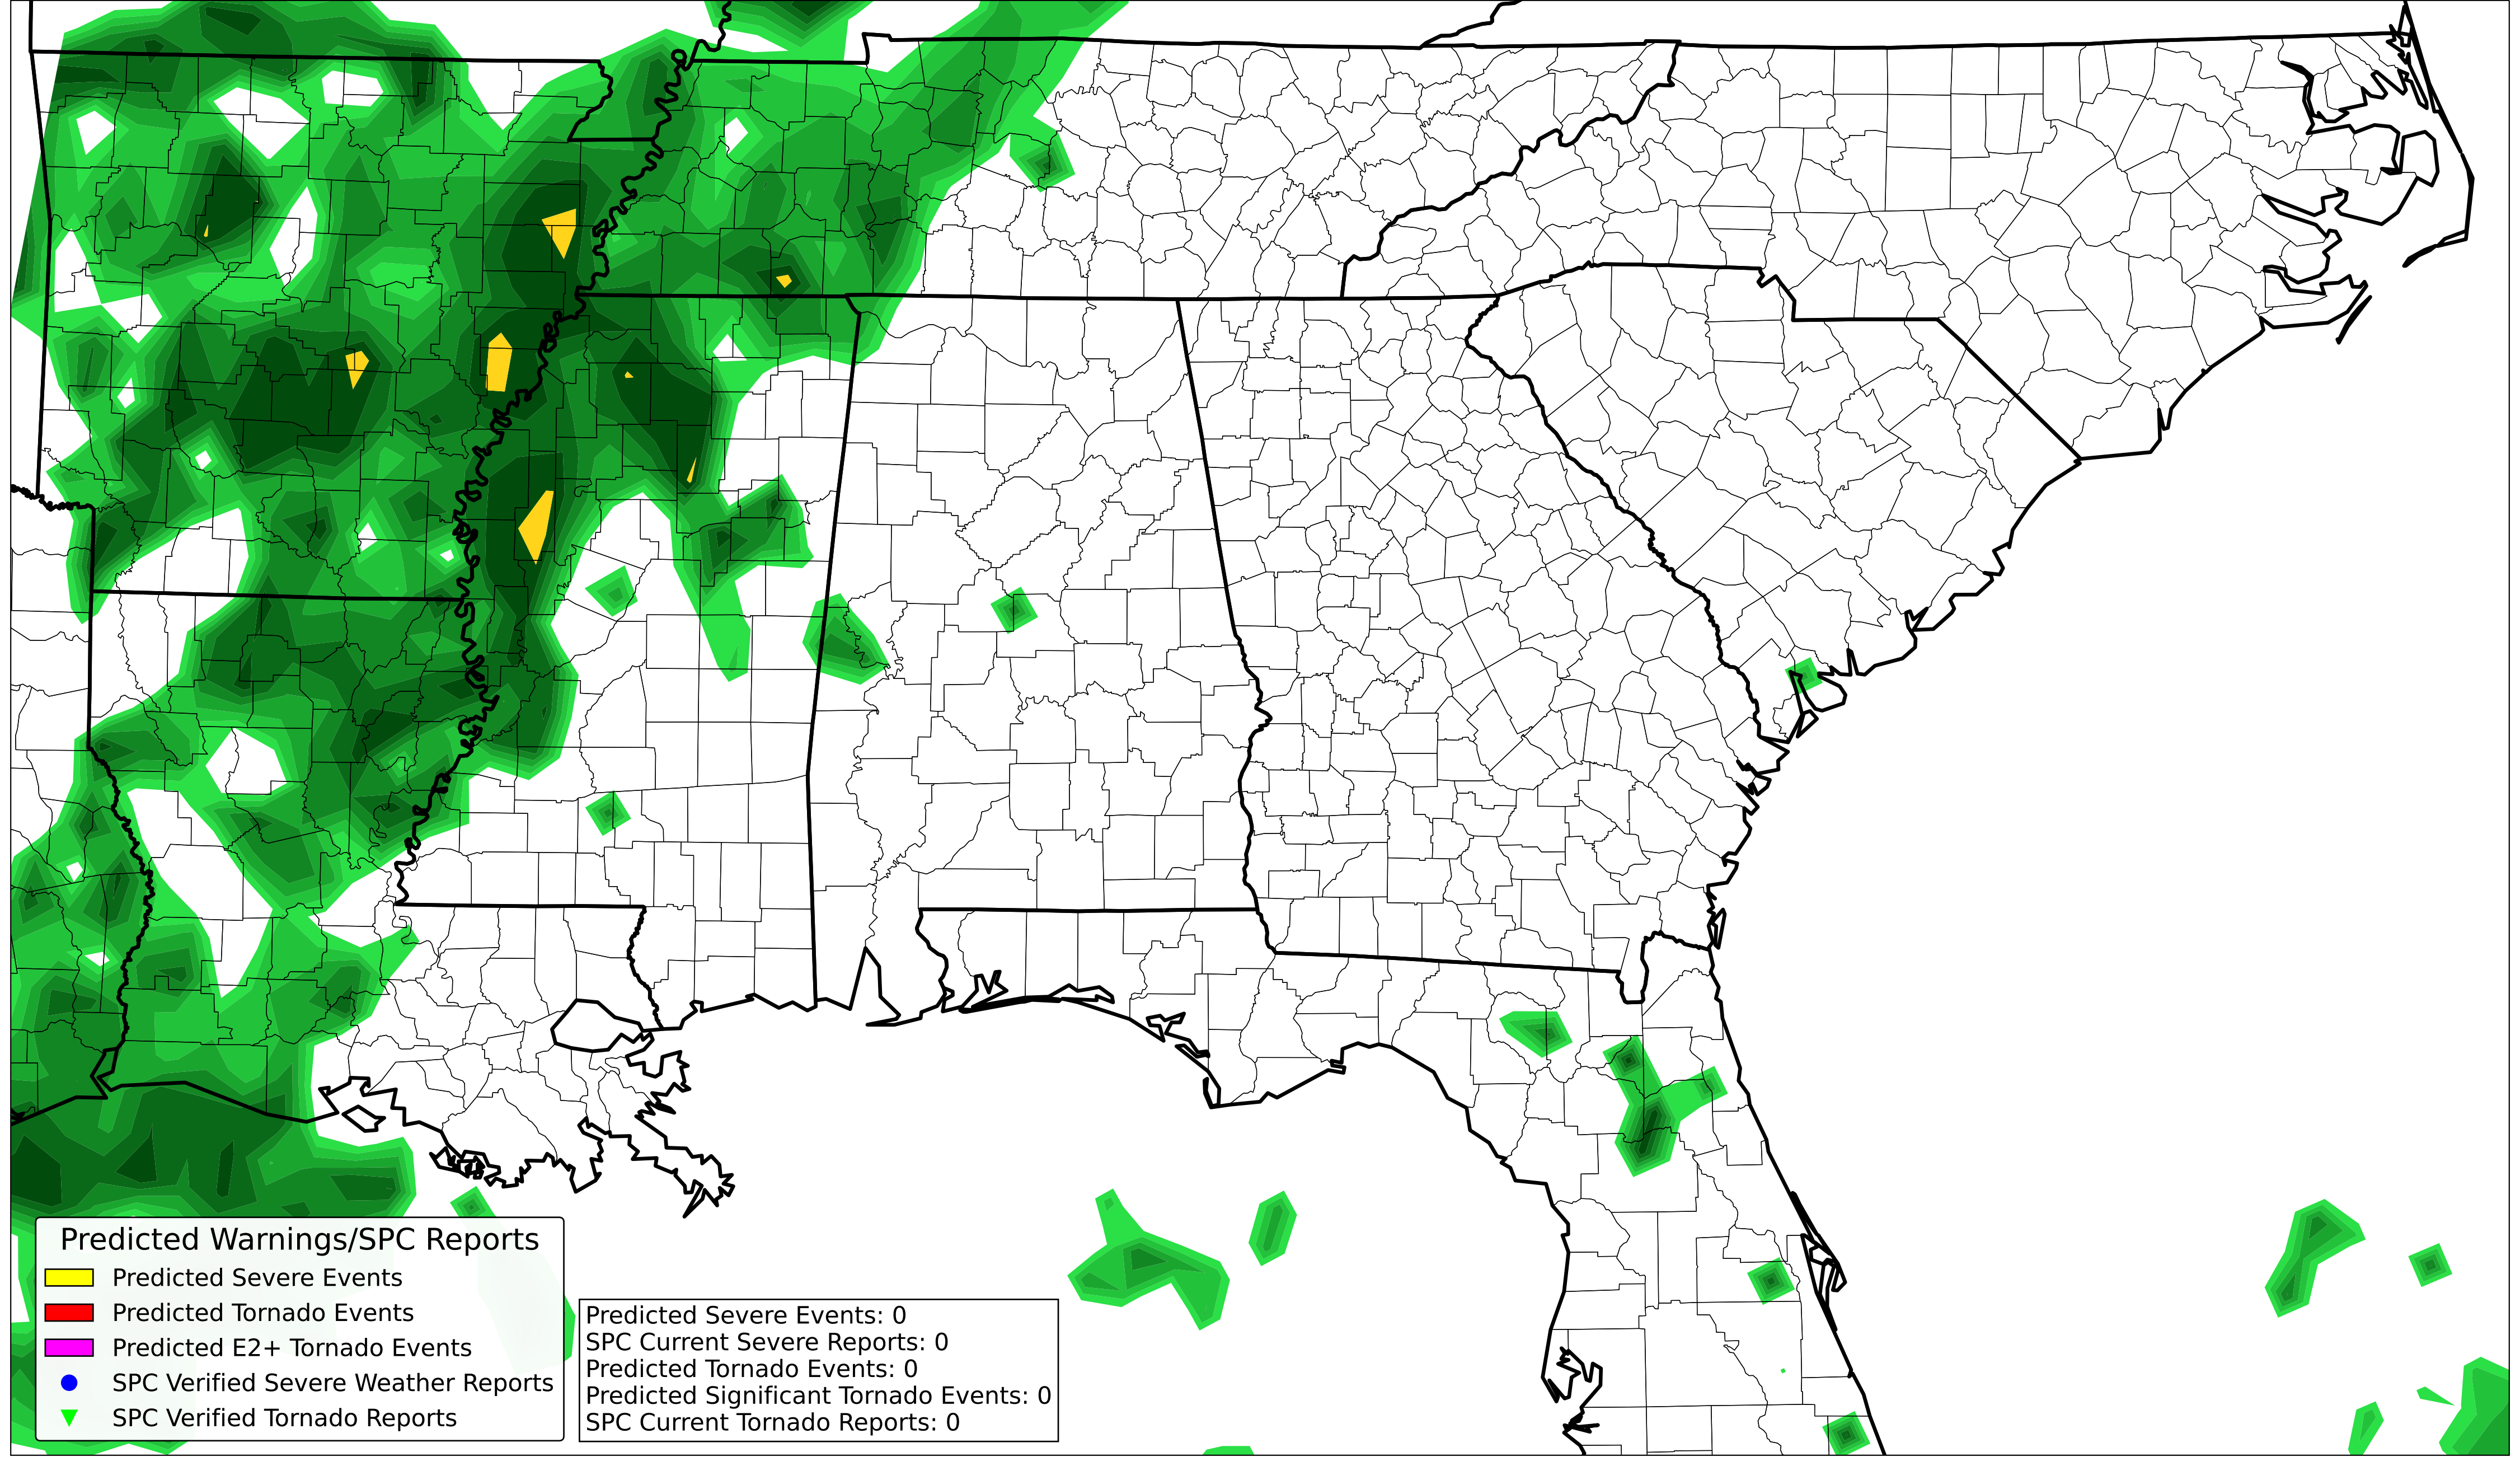 Predicted Warnings/SPC Reports
Predicted Severe Events
Predicted Tornado Events
Predicted E2+ Tornado Events
SPC Verified Severe Weather Reports
SPC Verified Tornado Reports
Predicted Severe Events: 0
SPC Current Severe Reports: 0
Predicted Tornado Events: 0
Predicted Significant Tornado Events: 0
SPC Current Tornado Reports: 0